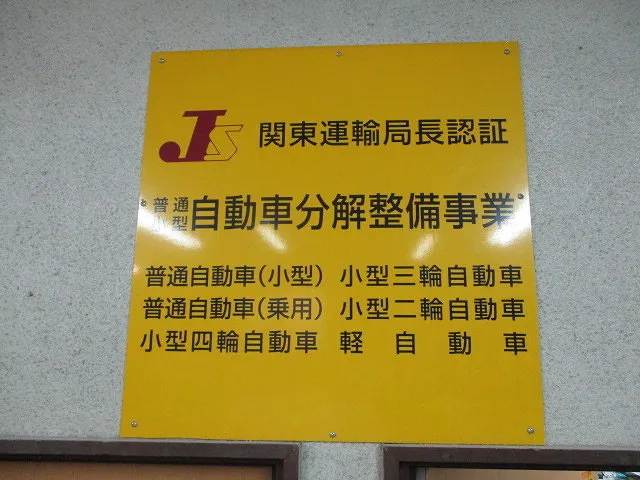 JS 関東運輸局長認証
普通小型 自動車分解整備事業
普通自動車(小型) 小型三輪自動車
普通自動車(乗用) 小型二輪自動車
小型四輪自動車 軽自動車